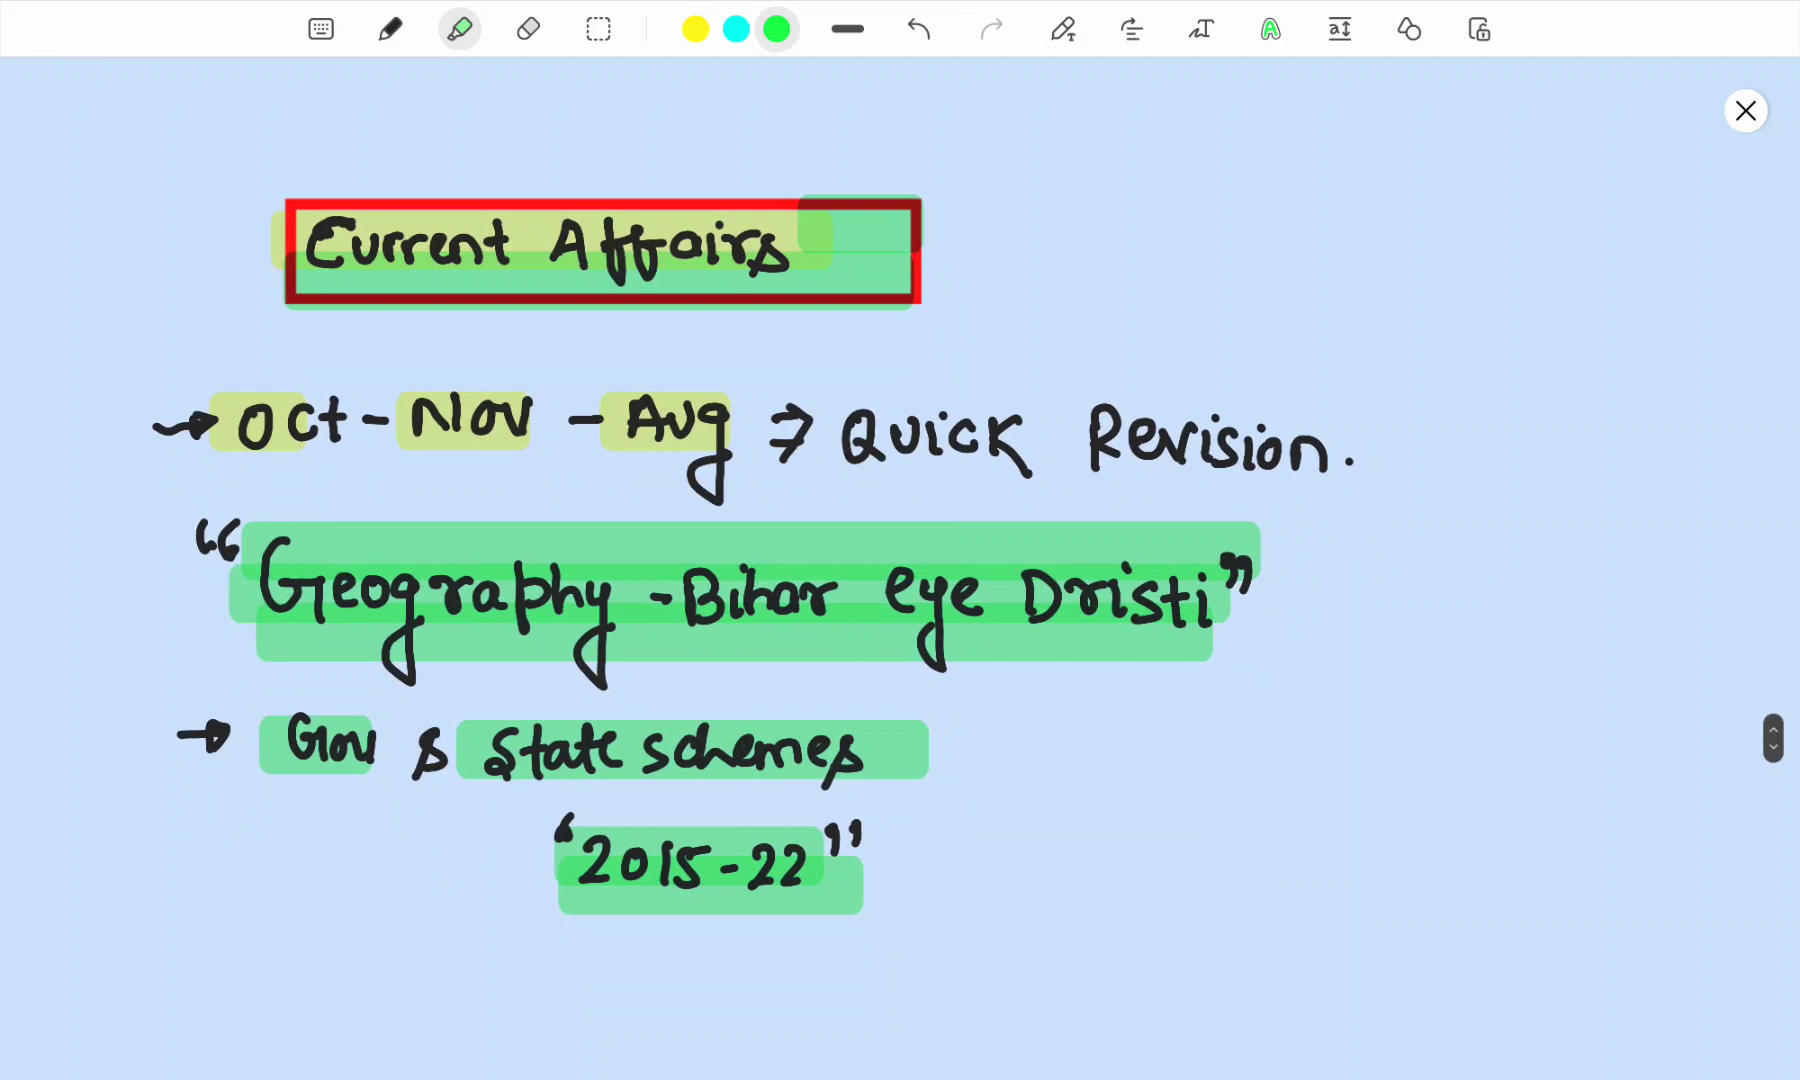 Current Affairs
→ Oct - Nov - Aug ⇒ Quick Revision.
“Geography - Bihar eye Dristi”
→ Gov & State schemes
“2015-22”